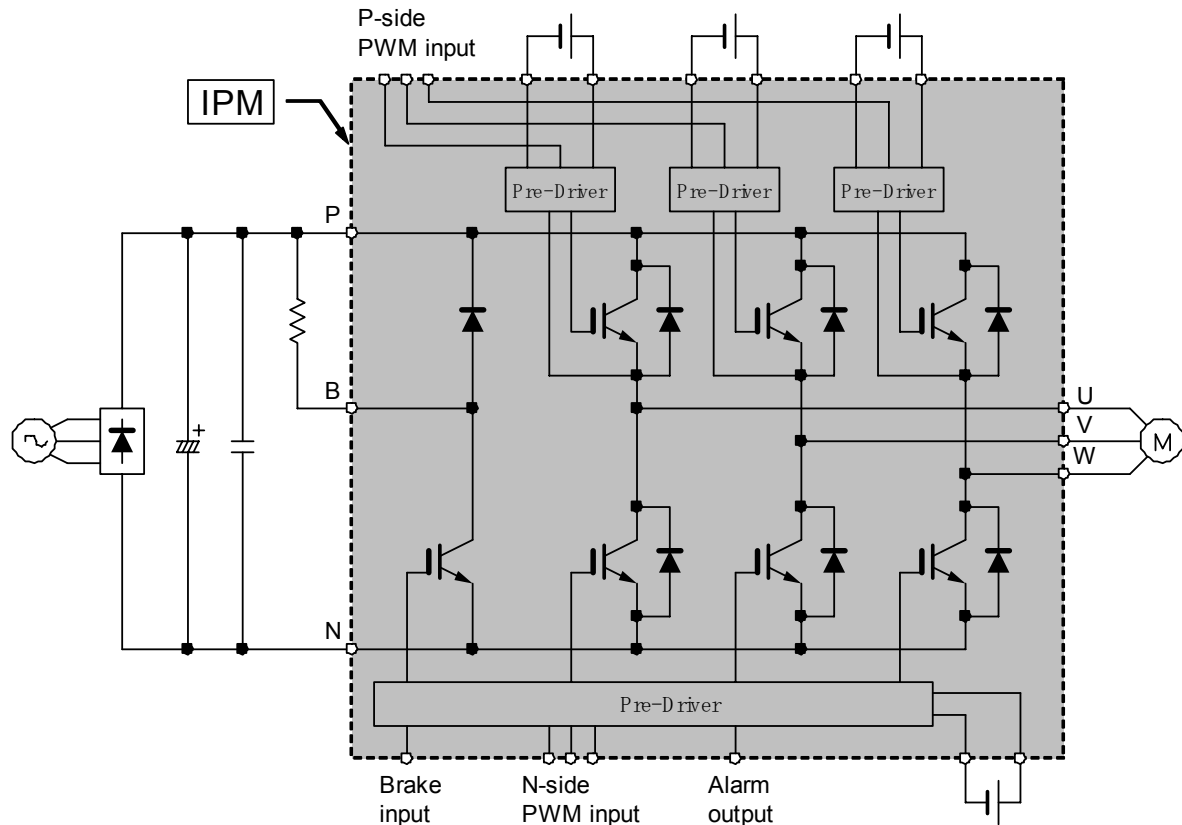 P-side
PWM input
IPM
Pre-Driver
Pre-Driver
Pre-Driver
P
B
U
V
M
W
N
Pre-Driver
Brake
input
N-side
PWM input
Alarm
output